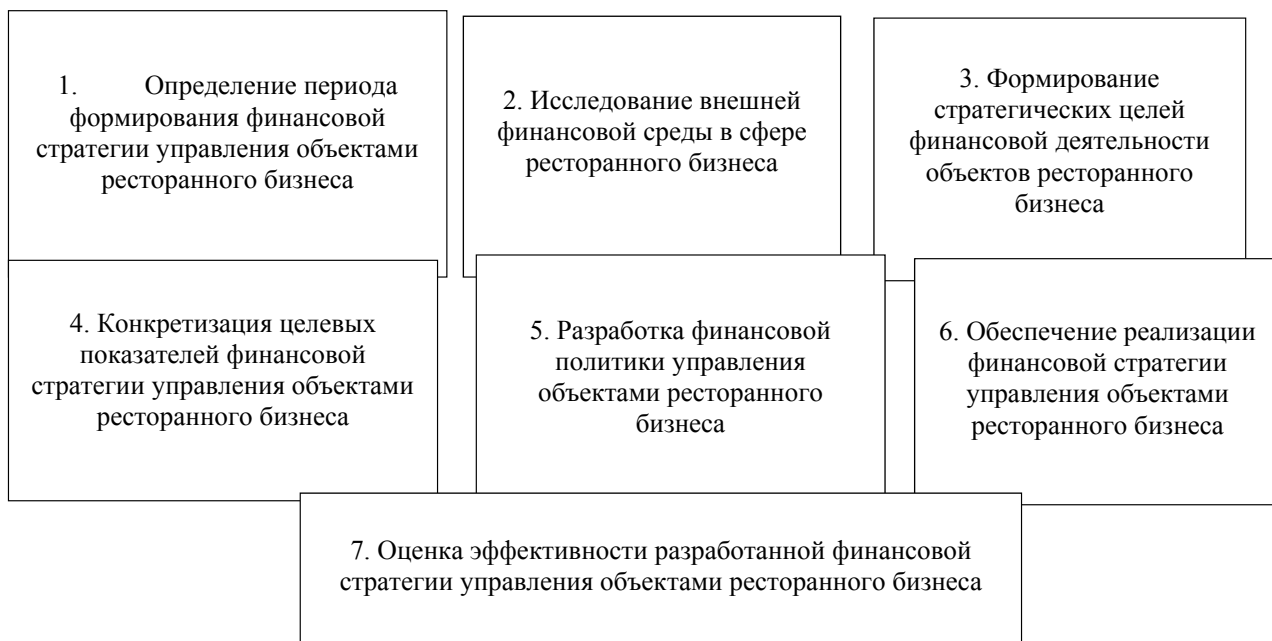 1. Определение периода
формирования финансовой
стратегии управления объектами
ресторанного бизнеса
2. Исследование внешней
финансовой среды в сфере
ресторанного бизнеса
3. Формирование
стратегических целей
финансовой деятельности
объектов ресторанного
бизнеса
4. Конкретизация целевых
показателей финансовой
стратегии управления объектами
ресторанного бизнеса
5. Разработка финансовой
политики управления
объектами ресторанного
бизнеса
6. Обеспечение реализации
финансовой стратегии
управления объектами
ресторанного бизнеса
7. Оценка эффективности разработанной финансовой
стратегии управления объектами ресторанного бизнеса